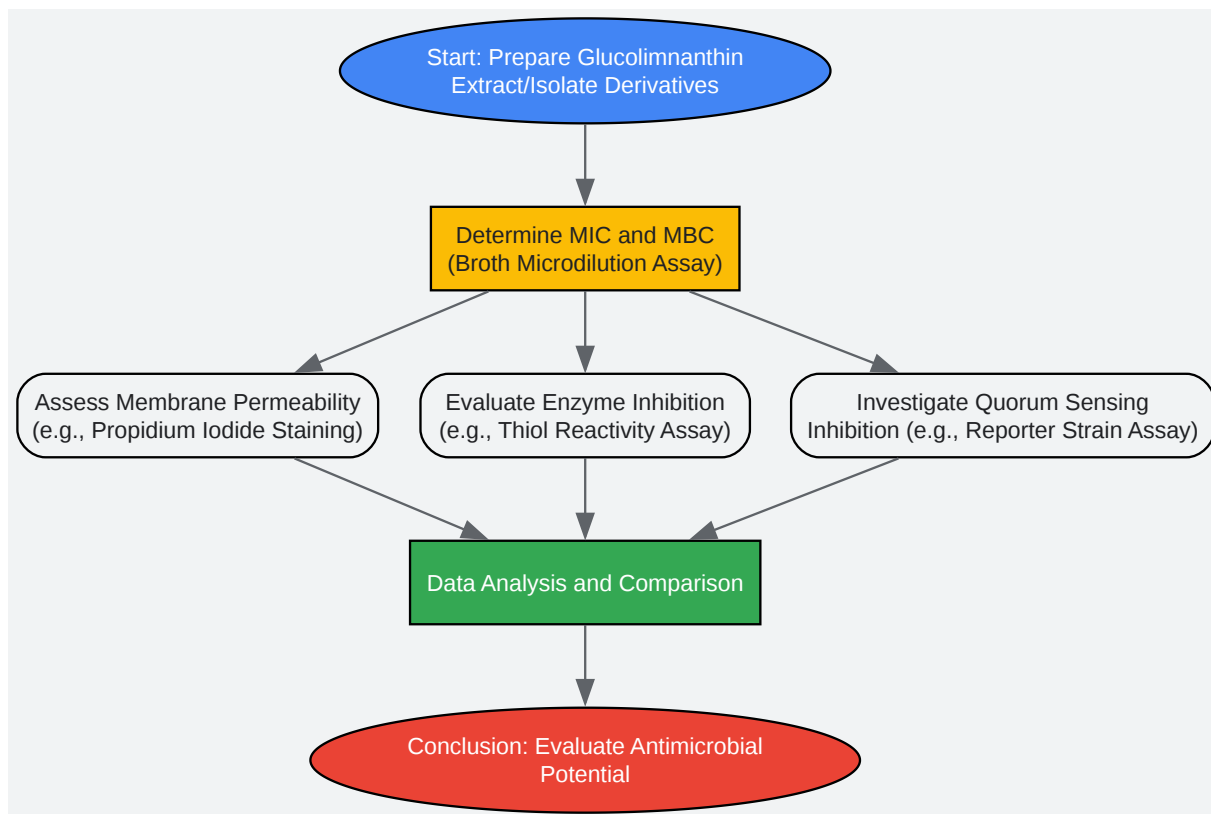 Start: Prepare Glucolimnanthin
Extract/Isolate Derivatives
Determine MIC and MBC
(Broth Microdilution Assay)
Assess Membrane Permeability
(e.g., Propidium Iodide Staining)
Evaluate Enzyme Inhibition
(e.g., Thiol Reactivity Assay)
Investigate Quorum Sensing
Inhibition (e.g., Reporter Strain Assay)
Data Analysis and Comparison
Conclusion: Evaluate Antimicrobial
Potential